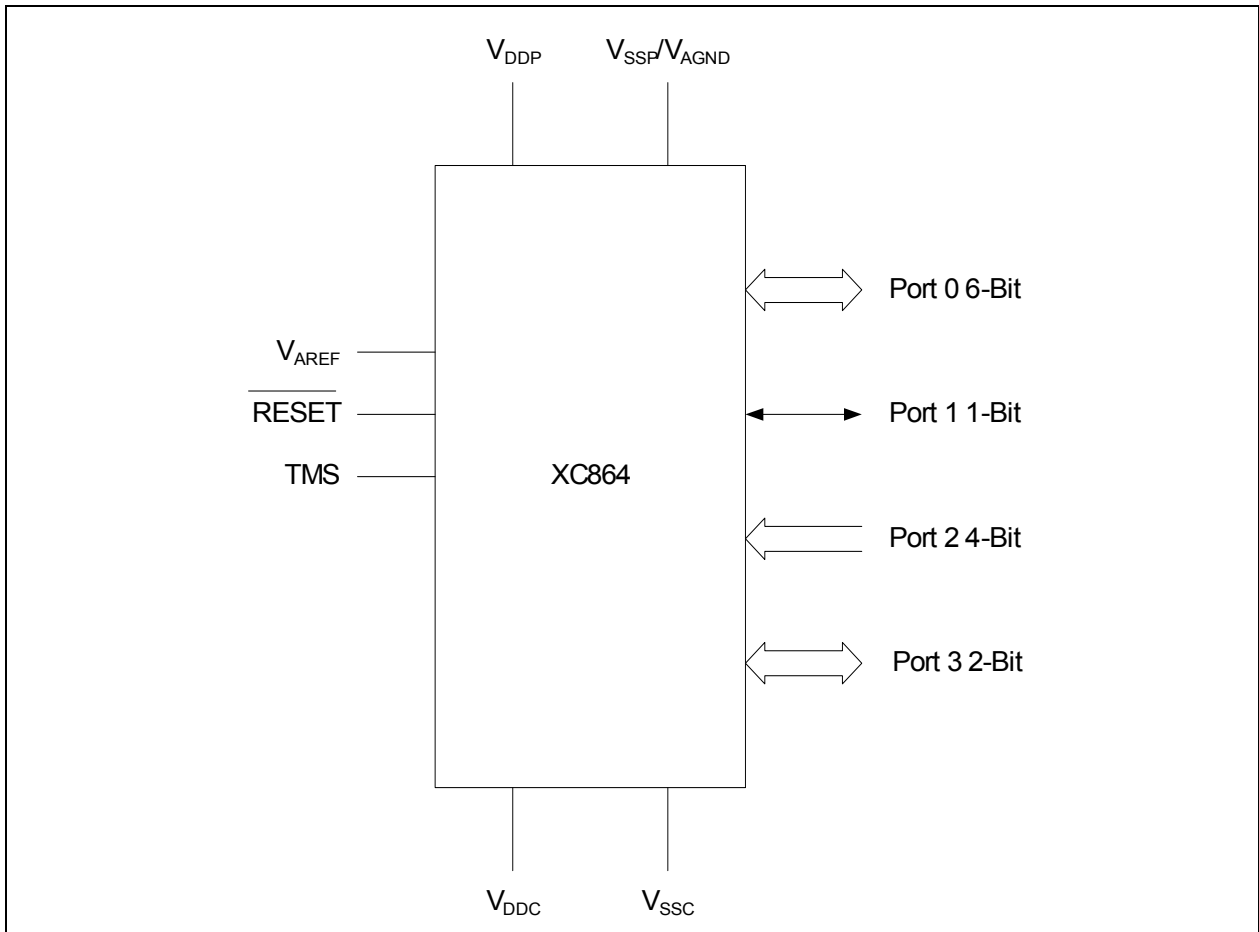 VDDP
VSSP/VAGND
Port 0 6-Bit
VAREF
RESET
Port 1 1-Bit
TMS
XC864
Port 2 4-Bit
Port 3 2-Bit
VDDC
VSSC